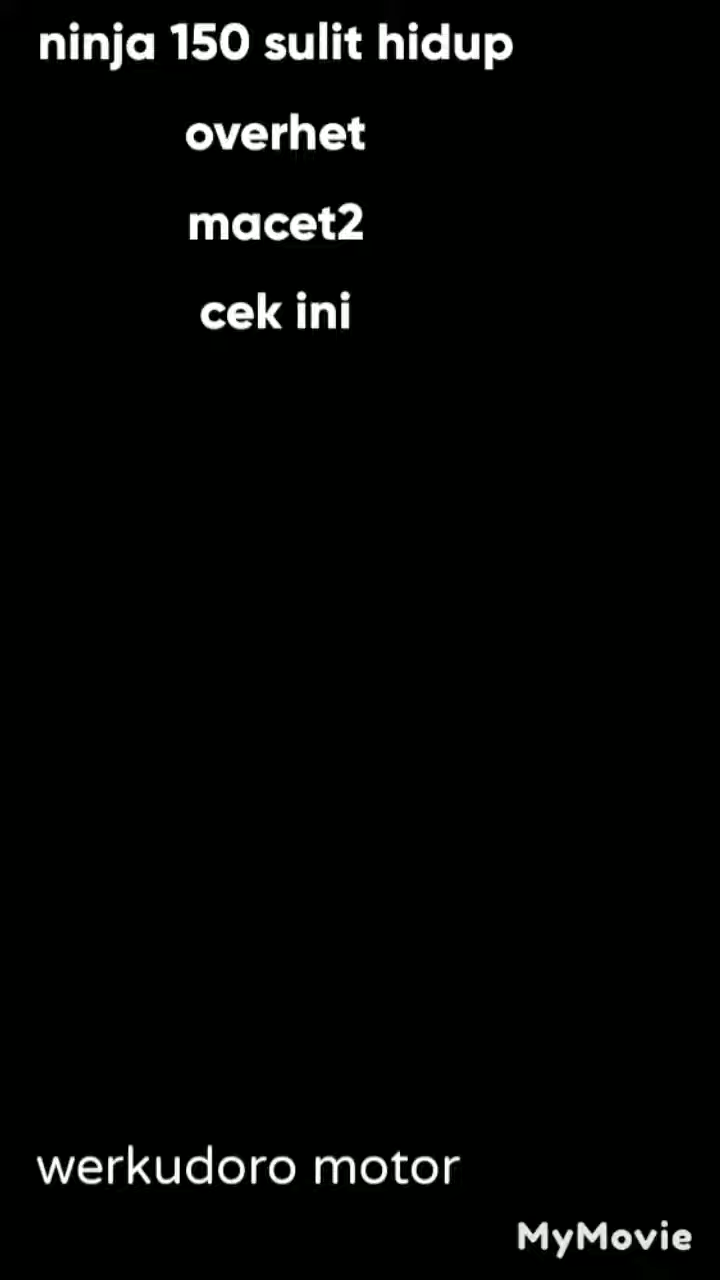 ninja 150 sulit hidup
overhet
macet2
cek ini
werkudoro motor
MyMovie